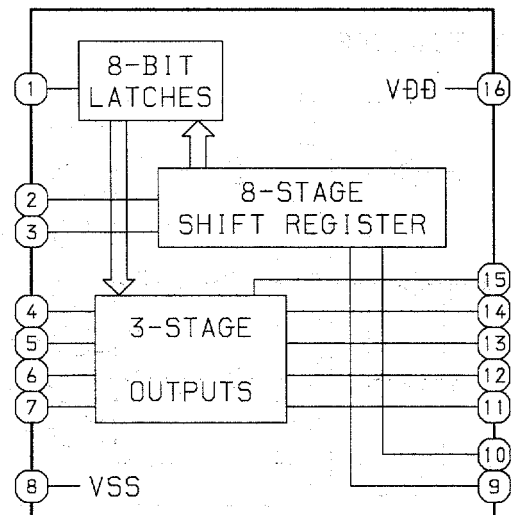 8-BIT
LATCHES
1
VDD
16
2
3
8-STAGE
SHIFT REGISTER
15
4
14
3-STAGE
5
13
6
12
OUTPUTS
7
11
10
8
VSS
9